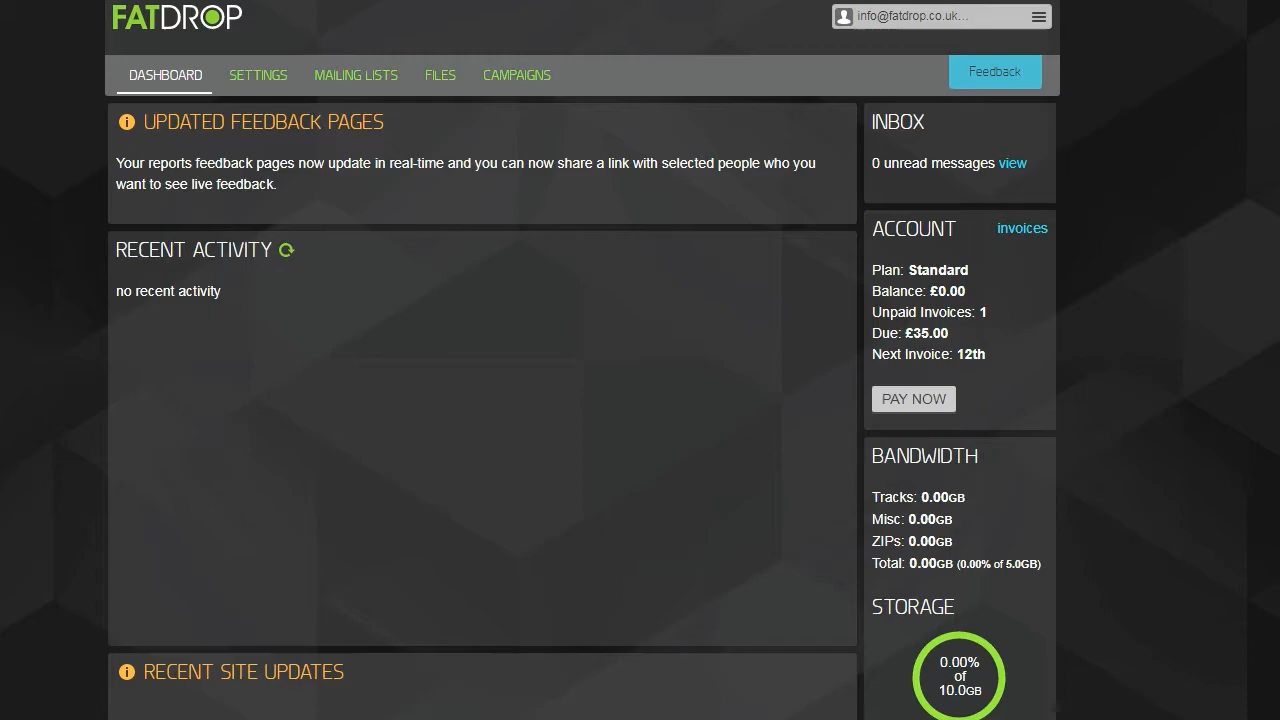 FATDROP
info@fatdrop.co.uk...
DASHBOARD SETTINGS MAILING LISTS FILES CAMPAIGNS
Feedback
UPDATED FEEDBACK PAGES
Your reports feedback pages now update in real-time and you can now share a link with selected people who you
want to see live feedback.
RECENT ACTIVITY
no recent activity
RECENT SITE UPDATES
INBOX
0 unread messages view
ACCOUNT invoices
Plan: Standard
Balance: £0.00
Unpaid Invoices: 1
Due: £35.00
Next Invoice: 12th
PAY NOW
BANDWIDTH
Tracks: 0.00GB
Misc: 0.00GB
ZIPs: 0.00GB
Total: 0.00GB (0.00% of 5.0GB)
STORAGE
0.00%
of
10.0GB